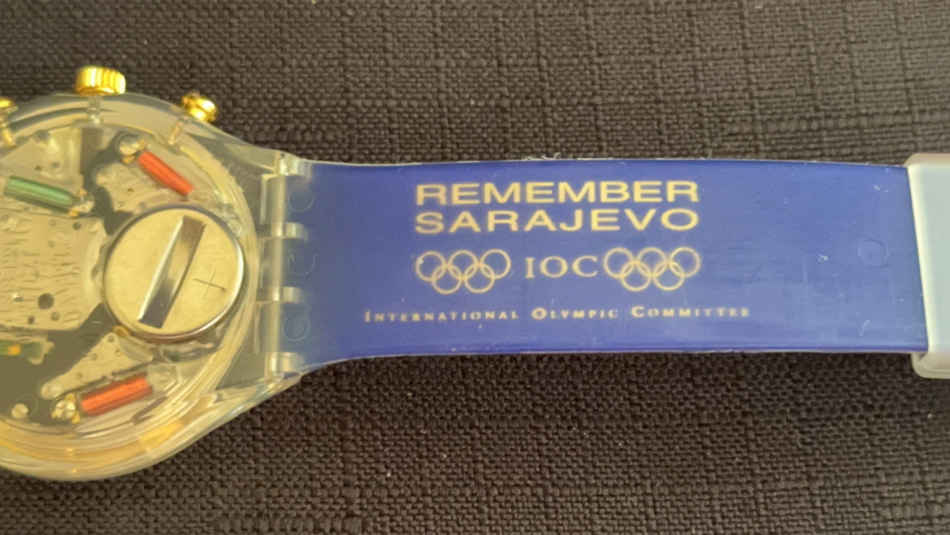 REMEMBER
SARAJEVO
IOC
INTERNATIONAL OLYMPIC COMMITTEE